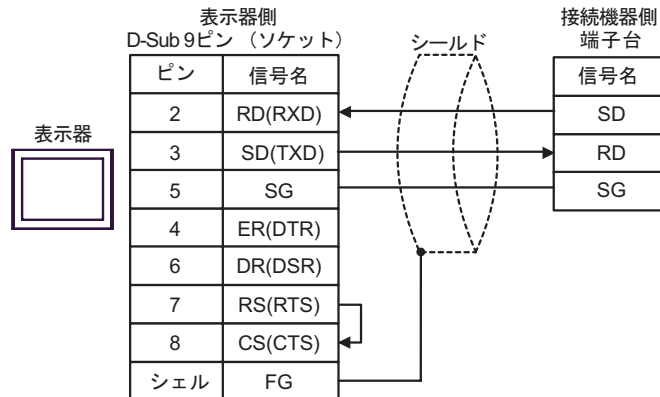 表示器側
D-Sub 9ピン （ソケット）
シールド
接続機器側
端子台
ピン 信号名
信号名
2 RD(RXD)
SD
表示器
3 SD(TXD)
RD
5 SG
SG
4 ER(DTR)
6 DR(DSR)
7 RS(RTS)
8 CS(CTS)
シェル FG